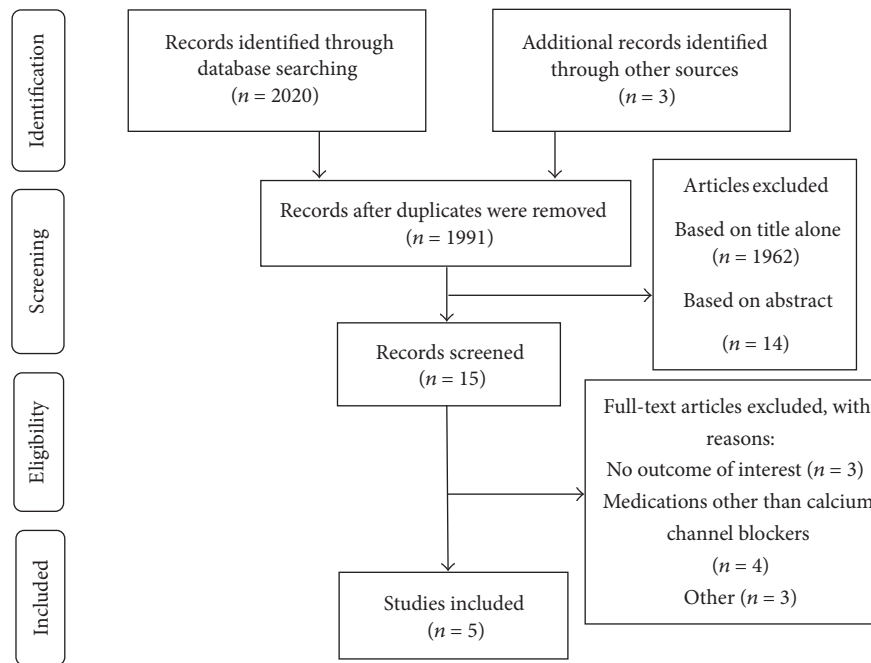 Identification
Records identified through
database searching
(n = 2020)
Additional records identified
through other sources
(n = 3)
Screening
Records after duplicates were removed
(n = 1991)
Articles excluded
Based on title alone
(n = 1962)
Based on abstract
(n = 14)
Records screened
(n = 15)
Eligibility
Full-text articles excluded, with
reasons:
No outcome of interest (n = 3)
Medications other than calcium
channel blockers
(n = 4)
Other (n = 3)
Included
Studies included
(n = 5)